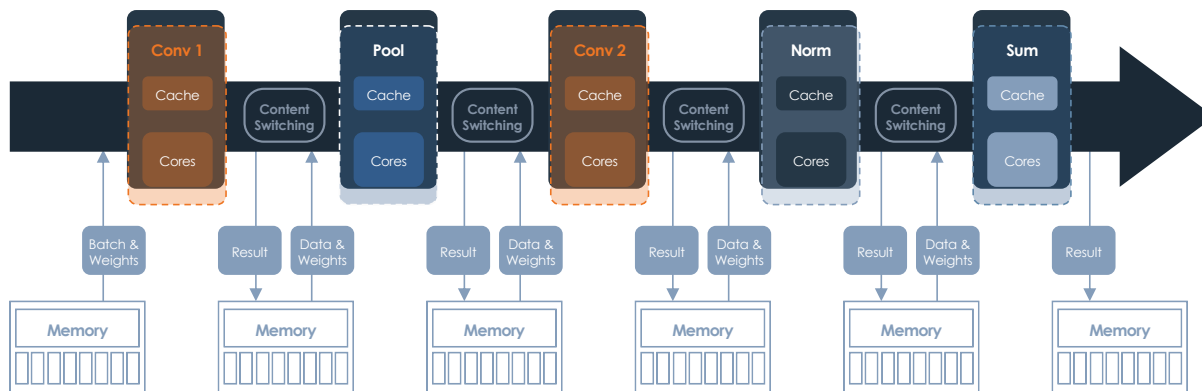 Conv 1
Pool
Conv 2
Norm
Sum
Cache
Content
Switching
Cache
Content
Switching
Cache
Content
Switching
Cache
Content
Switching
Cache
Cores
Cores
Cores
Cores
Cores
Batch &
Weights
Result
Data &
Weights
Result
Data &
Weights
Result
Data &
Weights
Result
Data &
Weights
Result
Memory
Memory
Memory
Memory
Memory
Memory